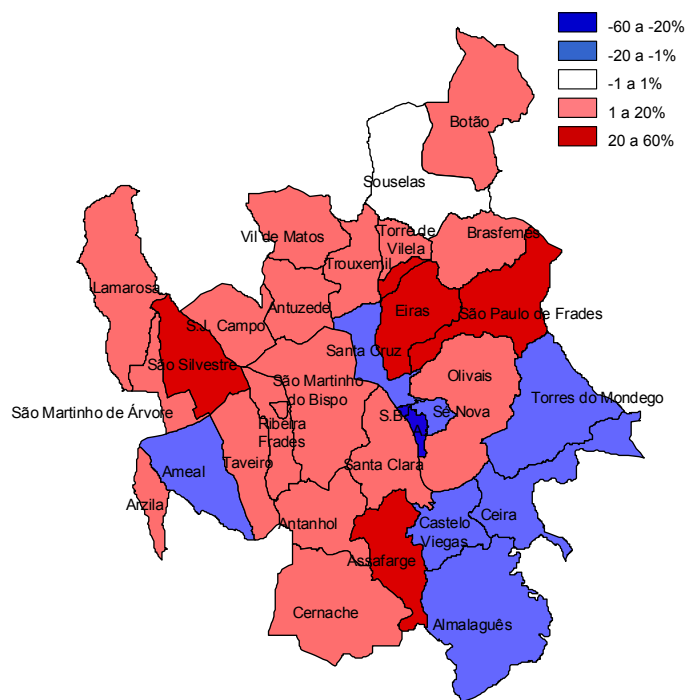 -60 a -20%
-20 a -1%
-1 a 1%
1 a 20%
20 a 60%
Botão
Souselas
Vil de Matos
Torre de
Vilela
Brasfemes
Trouxemil
Lamarosa
Antuzede
Eiras
São Paulo de Frades
S.J. Campo
Santa Cruz
São Silvestre
São Martinho
do Bispo
Olivais
Torres do Mondego
São Martinho de Árvore
Ribeira
Frades
S.B.
Sé Nova
A.
Ameal
Taveiro
Santa Clara
Arzila
Antanhol
Castelo
Viegas
Ceira
Assafarge
Cernache
Almalaguês